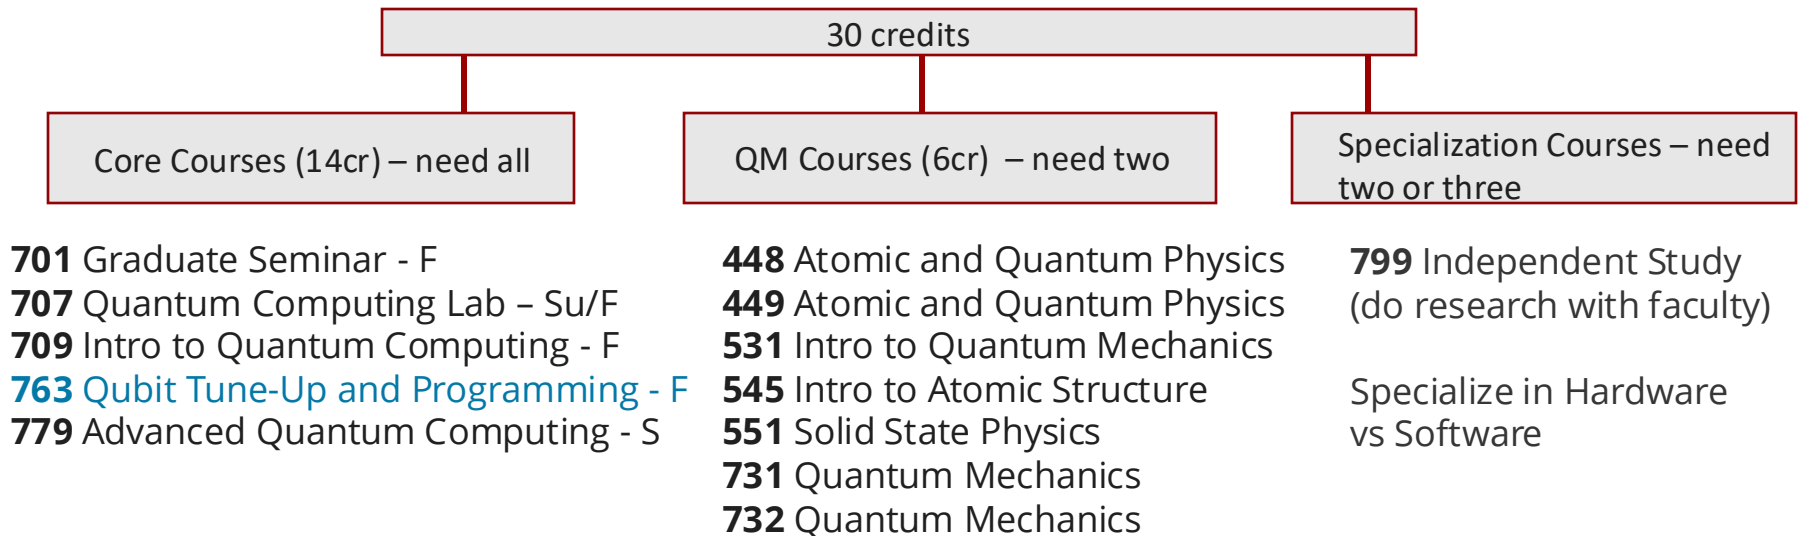 30 credits
Core Courses (14cr) – need all
701 Graduate Seminar - F
707 Quantum Computing Lab – Su/F
709 Intro to Quantum Computing - F
763 Qubit Tune-Up and Programming - F
779 Advanced Quantum Computing - S
QM Courses (6cr) – need two
448 Atomic and Quantum Physics
449 Atomic and Quantum Physics
531 Intro to Quantum Mechanics
545 Intro to Atomic Structure
551 Solid State Physics
731 Quantum Mechanics
732 Quantum Mechanics
Specialization Courses – need
two or three
799 Independent Study
(do research with faculty)
Specialize in Hardware
vs Software